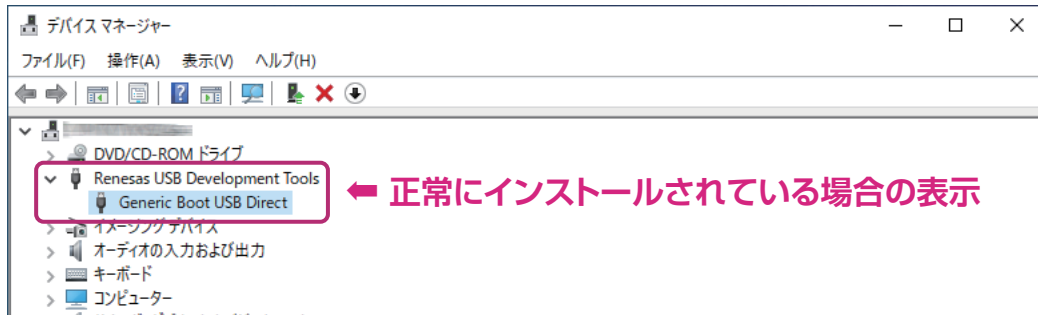 デバイス マネージャー
ファイル(F) 操作(A) 表示(V) ヘルプ(H)
DVD/CD-ROM ドライブ
Renesas USB Development Tools
⬅ 正常にインストールされている場合の表示
Generic Boot USB Direct
イメージング デバイス
オーディオの入力および出力
キーボード
コンピューター